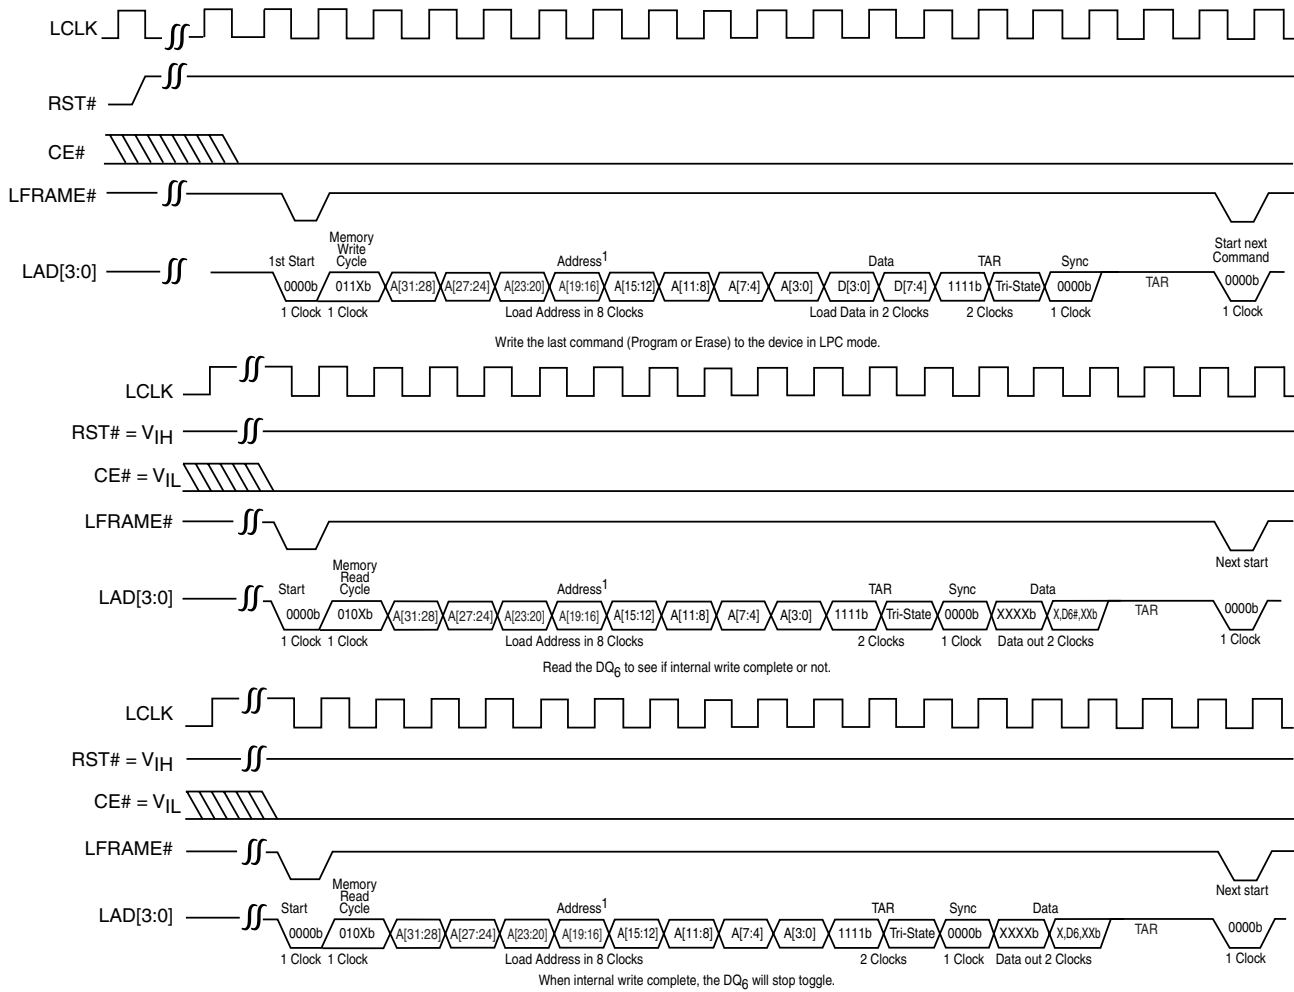 LCLK
RST#
CE#
LFRAME#
LAD[3:0]
1st Start
Memory
Write
Cycle
Address1
Data
TAR
Sync
Start next
Command
0000b 011Xb A[31:28] A[27:24] A[23:20] A[19:16] A[15:12] A[11:8] A[7:4] A[3:0] D[3:0] D[7:4] 1111b Tri-State 0000b TAR 0000b
1 Clock 1 Clock Load Address in 8 Clocks Load Data in 2 Clocks 2 Clocks 1 Clock 1 Clock
Write the last command (Program or Erase) to the device in LPC mode.
LCLK
RST# = VIH
CE# = VIL
LFRAME#
Next start
LAD[3:0]
Start
Memory
Read
Cycle
Address1
TAR
Sync
Data
0000b 010Xb A[31:28] A[27:24] A[23:20] A[19:16] A[15:12] A[11:8] A[7:4] A[3:0] 1111b Tri-State 0000b XXXXb X,D6#,XXb TAR 0000b
1 Clock 1 Clock Load Address in 8 Clocks 2 Clocks 1 Clock Data out 2 Clocks 1 Clock
Read the DQ6 to see if internal write complete or not.
LCLK
RST# = VIH
CE# = VIL
LFRAME#
Next start
LAD[3:0]
Start
Memory
Read
Cycle
Address1
TAR
Sync
Data
0000b 010Xb A[31:28] A[27:24] A[23:20] A[19:16] A[15:12] A[11:8] A[7:4] A[3:0] 1111b Tri-State 0000b XXXXb X,D6,XXb TAR 0000b
1 Clock 1 Clock Load Address in 8 Clocks 2 Clocks 1 Clock Data out 2 Clocks 1 Clock
When internal write complete, the DQ6 will stop toggle.